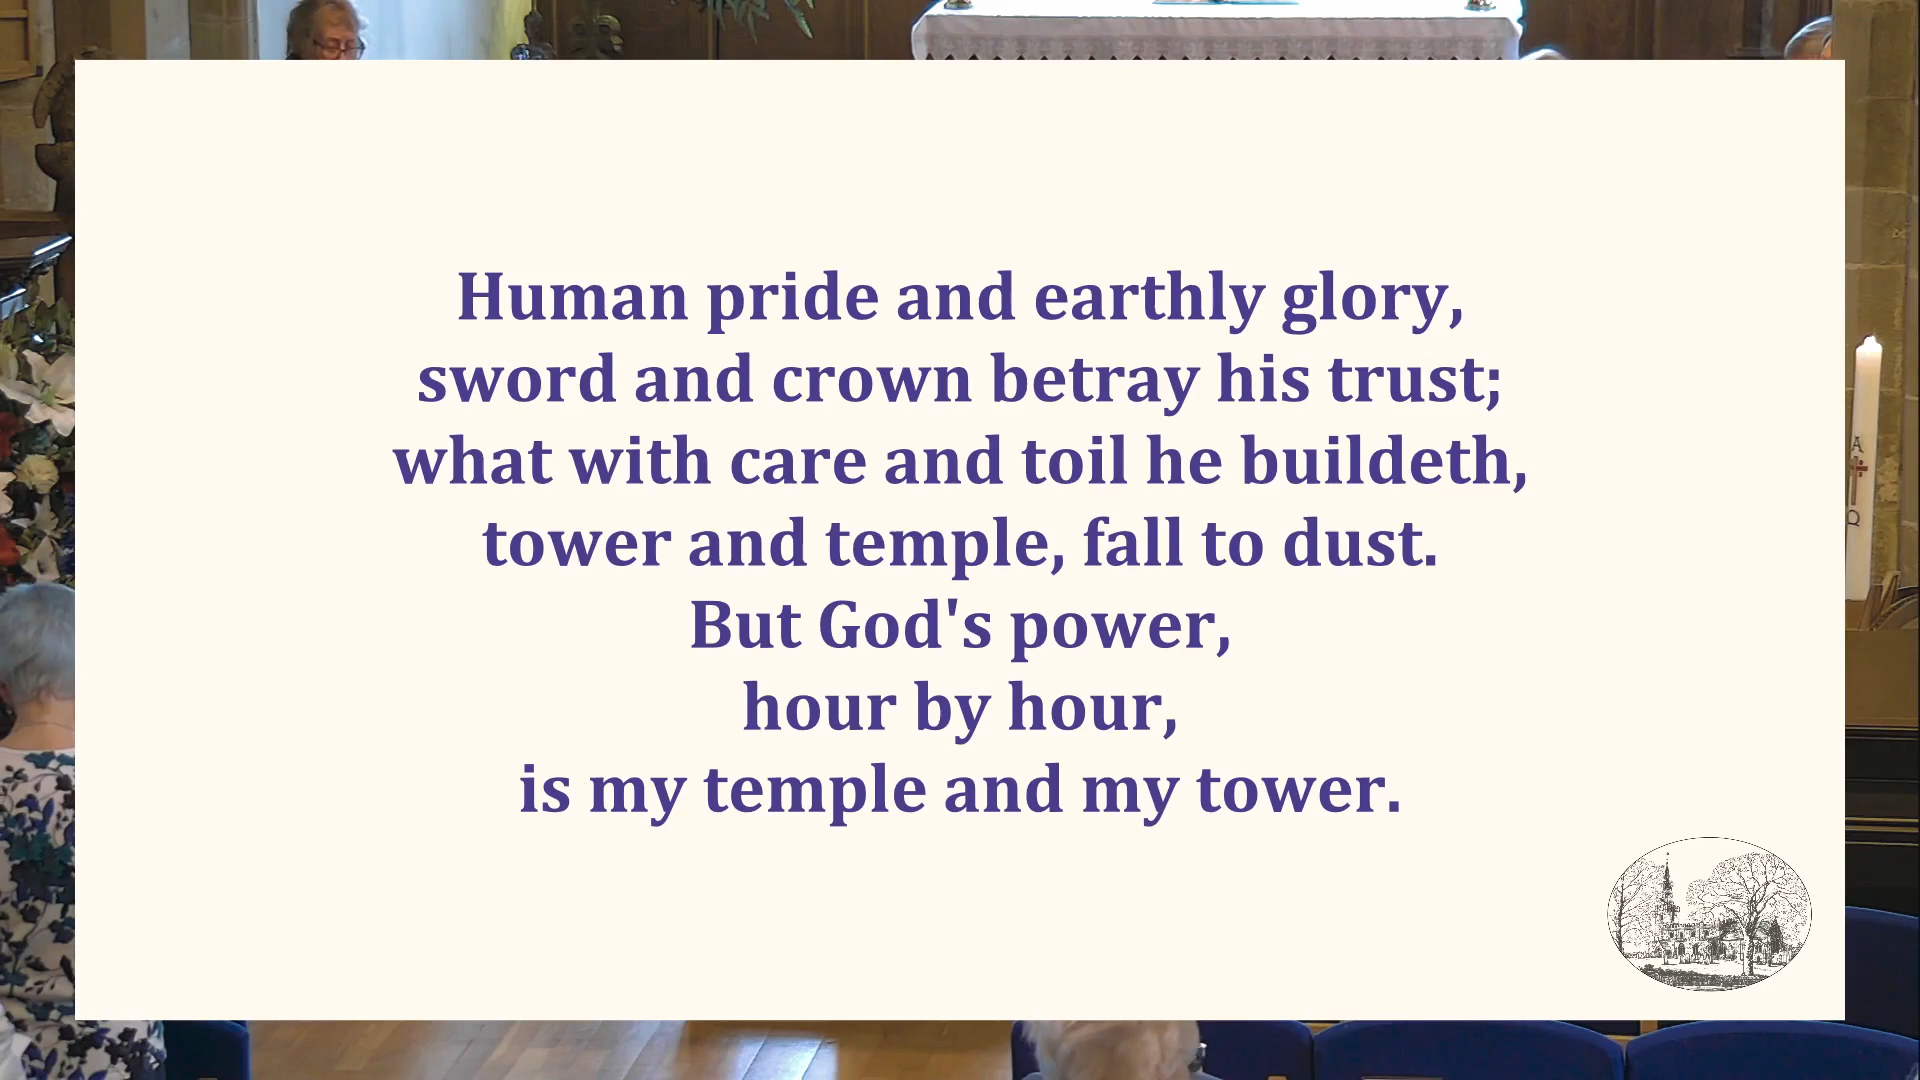 Human pride and earthly glory,
sword and crown betray his trust;
what with care and toil he buildeth,
tower and temple, fall to dust.
But God's power,
hour by hour,
is my temple and my tower.
Α
Ω